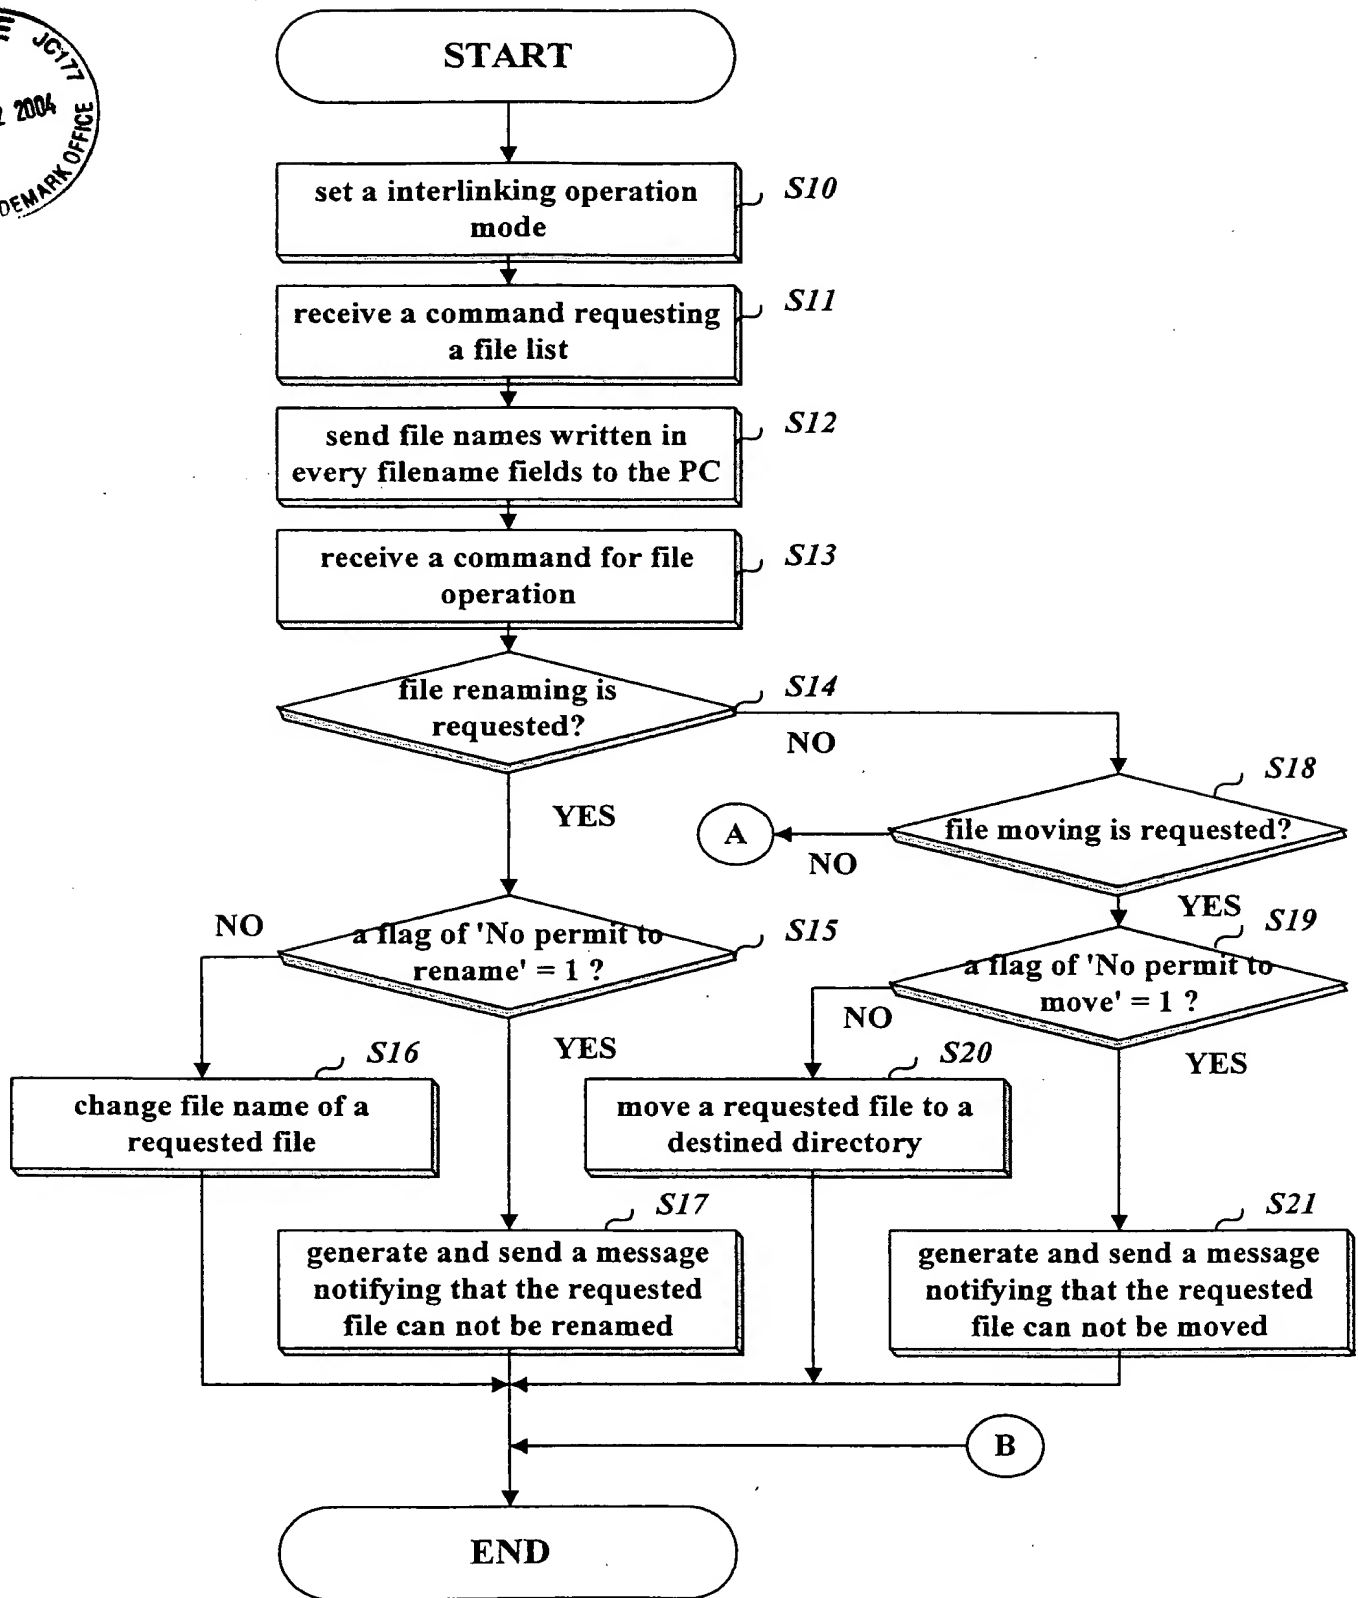 JC177
2004
DEMARK OFFICE
START
set a interlinking operation
mode
S10
receive a command requesting
a file list
S11
send file names written in
every filename fields to the PC
S12
receive a command for file
operation
S13
file renaming is
requested?
S14
NO
YES
file moving is requested?
S18
A
NO
YES
a flag of 'No permit to
rename' = 1 ?
S15
NO
YES
a flag of 'No permit to
move' = 1 ?
S19
NO
YES
change file name of a
requested file
S16
move a requested file to a
destined directory
S20
generate and send a message
notifying that the requested
file can not be renamed
S17
generate and send a message
notifying that the requested
file can not be moved
S21
B
END